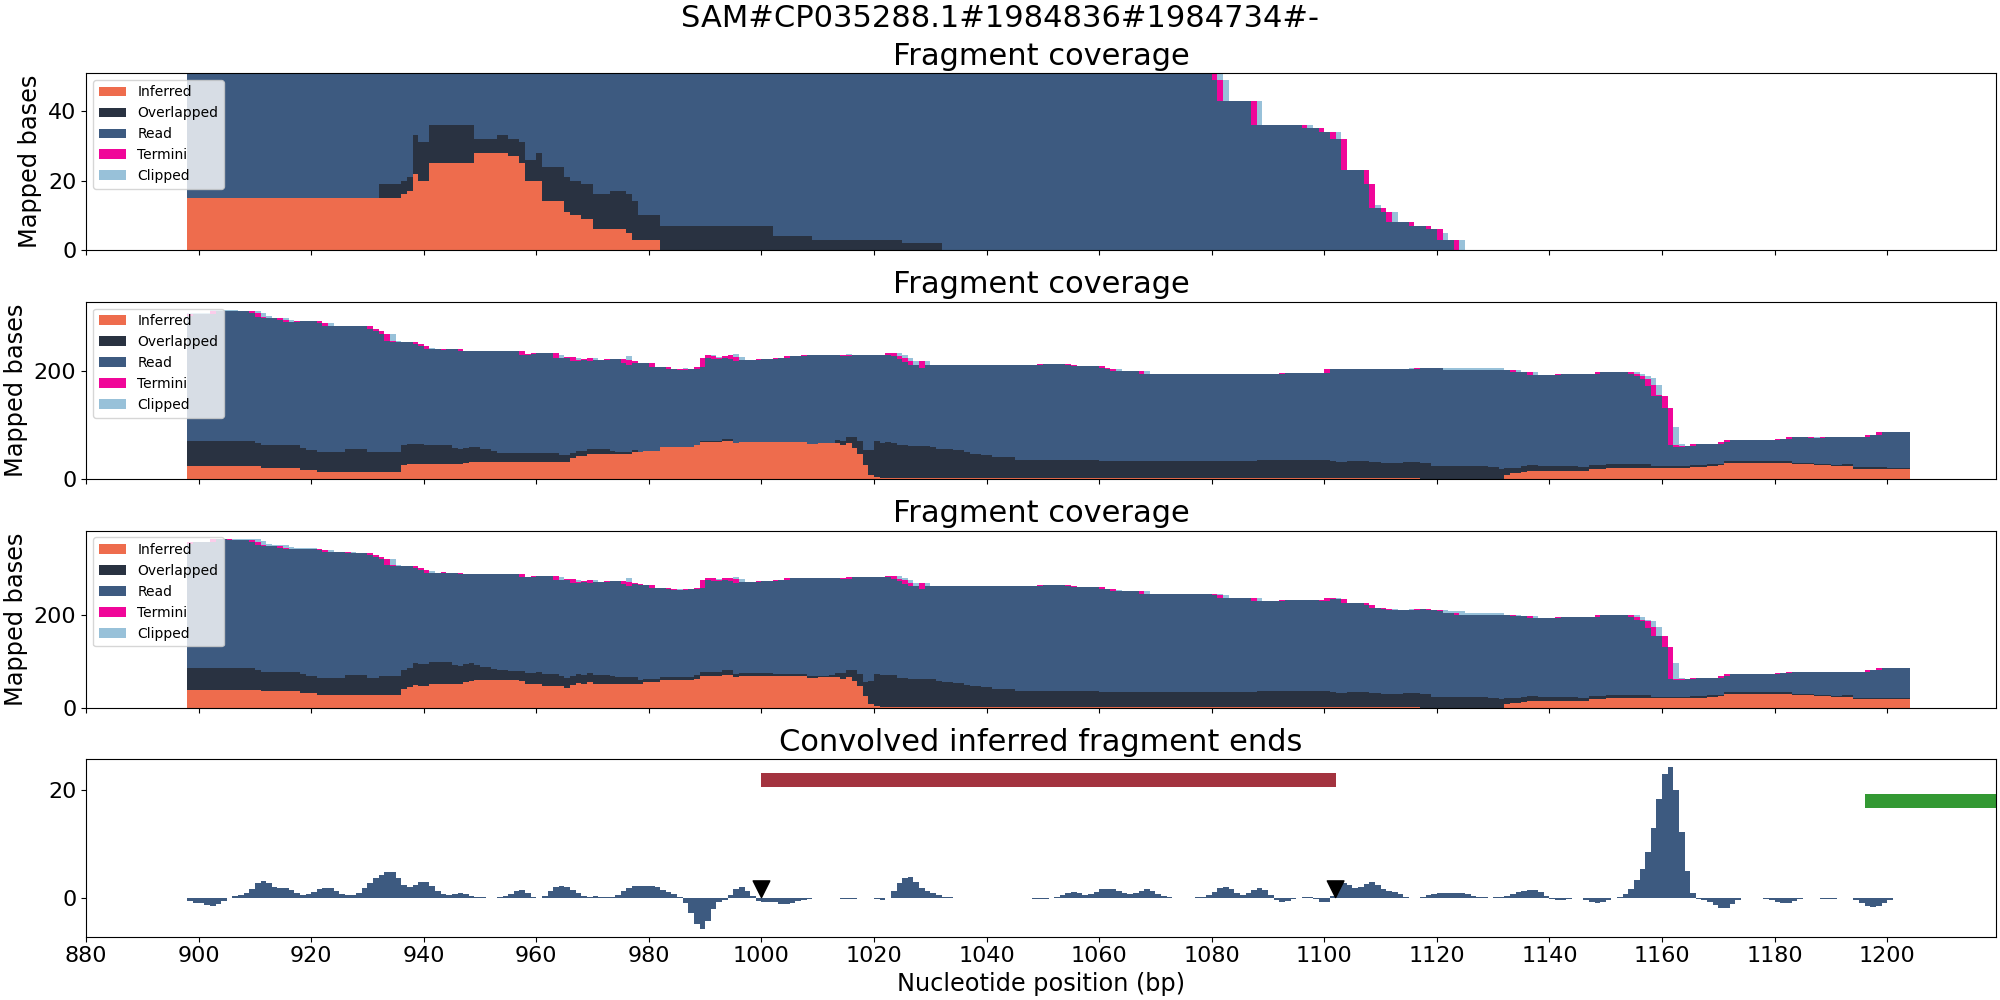 SAM#CP035288.1#1984836#1984734#-
Fragment coverage
Mapped bases
40
20
0
Inferred
Overlapped
Read
Termini
Clipped
Fragment coverage
Mapped bases
200
0
Inferred
Overlapped
Read
Termini
Clipped
Fragment coverage
Mapped bases
200
0
Inferred
Overlapped
Read
Termini
Clipped
Convolved inferred fragment ends
20
0
880 900 920 940 960 980 1000 1020 1040 1060 1080 1100 1120 1140 1160 1180 1200
Nucleotide position (bp)